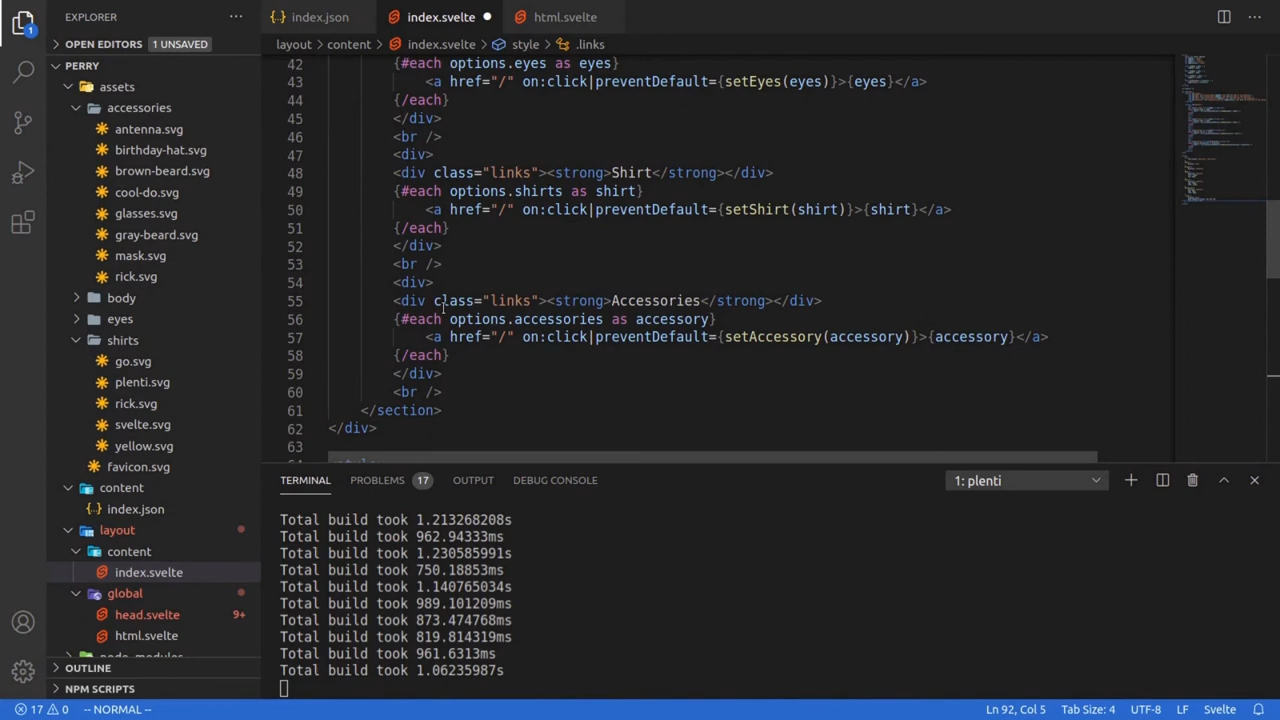 EXPLORER
index.json
index.svelte
html.svelte
OPEN EDITORS 1 UNSAVED
layout content index.svelte style .links
PERRY
assets
accessories
antenna.svg
birthday-hat.svg
brown-beard.svg
cool-do.svg
glasses.svg
gray-beard.svg
mask.svg
rick.svg
body
eyes
shirts
go.svg
plenti.svg
rick.svg
svelte.svg
yellow.svg
favicon.svg
content
index.json
layout
content
index.svelte
global
head.svelte 9+
html.svelte
node_modules
OUTLINE
NPM SCRIPTS
42 {#each options.eyes as eyes}
43 <a href="/" on:click|preventDefault={setEyes(eyes)}>{eyes}</a>
44 {/each}
45 </div>
46 <br />
47 <div>
48 <div class="links"><strong>Shirt</strong></div>
49 {#each options.shirts as shirt}
50 <a href="/" on:click|preventDefault={setShirt(shirt)}>{shirt}</a>
51 {/each}
52 </div>
53 <br />
54 <div>
55 <div class="links"><strong>Accessories</strong></div>
56 {#each options.accessories as accessory}
57 <a href="/" on:click|preventDefault={setAccessory(accessory)}>{accessory}</a>
58 {/each}
59 </div>
60 <br />
61 </section>
62 </div>
63
64 <style>
TERMINAL PROBLEMS 17 OUTPUT DEBUG CONSOLE 1: plenti
Total build took 1.213268208s
Total build took 962.94333ms
Total build took 1.230585991s
Total build took 750.18853ms
Total build took 1.140765034s
Total build took 989.101209ms
Total build took 873.474768ms
Total build took 819.814319ms
Total build took 961.6313ms
Total build took 1.06235987s
17 0 -- NORMAL -- Ln 92, Col 5 Tab Size: 4 UTF-8 LF Svelte
1